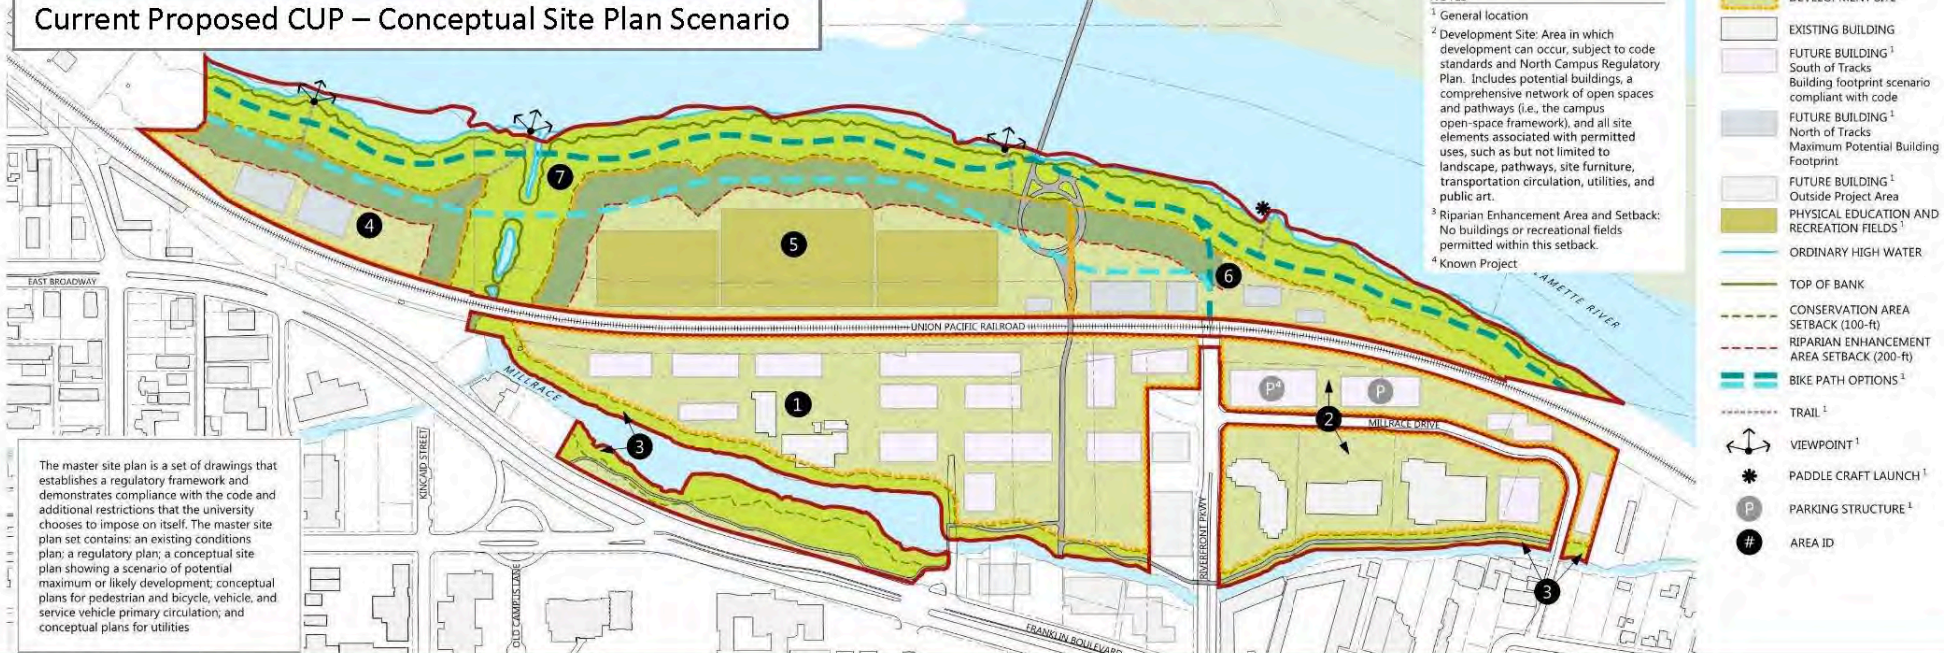 Current Proposed CUP – Conceptual Site Plan Scenario
1 General location
2 Development Site: Area in which
development can occur, subject to code
standards and North Campus Regulatory
Plan. Includes potential buildings, a
comprehensive network of open spaces
and pathways (i.e., the campus
open-space framework), and all site
elements associated with permitted
uses, such as but not limited to
landscape, pathways, site furniture,
transportation circulation, utilities, and
public art.
3 Riparian Enhancement Area and Setback:
No buildings or recreational fields
permitted within this setback.
4 Known Project
EXISTING BUILDING
FUTURE BUILDING 1
South of Tracks
Building footprint scenario
compliant with code
FUTURE BUILDING 1
North of Tracks
Maximum Potential Building
Footprint
FUTURE BUILDING 1
Outside Project Area
PHYSICAL EDUCATION AND
RECREATION FIELDS 1
ORDINARY HIGH WATER
TOP OF BANK
CONSERVATION AREA
SETBACK (100-ft)
RIPARIAN ENHANCEMENT
AREA SETBACK (200-ft)
BIKE PATH OPTIONS 1
TRAIL 1
VIEWPOINT 1
PADDLE CRAFT LAUNCH 1
P PARKING STRUCTURE 1
# AREA ID
7
4
5
6
EAST BROADWAY
UNION PACIFIC RAILROAD
LAMETTE RIVER
MILLRACE
1
P4
P
2
MILLRACE DRIVE
3
KINCAID STREET
RIVERFRONT PKWY
3
OLD CAMPUS LANE
FRANKLIN BOULEVARD
The master site plan is a set of drawings that
establishes a regulatory framework and
demonstrates compliance with the code and
additional restrictions that the university
chooses to impose on itself. The master site
plan set contains: an existing conditions
plan; a regulatory plan; a conceptual site
plan showing a scenario of potential
maximum or likely development; conceptual
plans for pedestrian and bicycle, vehicle, and
service vehicle primary circulation; and
conceptual plans for utilities